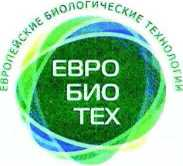 ЕВРОПЕЙСКИЕ БИОЛОГИЧЕСКИЕ ТЕХНОЛОГИИ
ЕВРО
БИО
ТЕХ